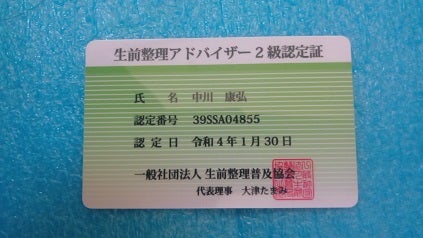 生前整理アドバイザー2級認定証
氏 名 中川 康弘
認定番号 39SSA04855
認定日 令和4年1月30日
一般社団法人 生前整理普及協会
代表理事 大津たまみ